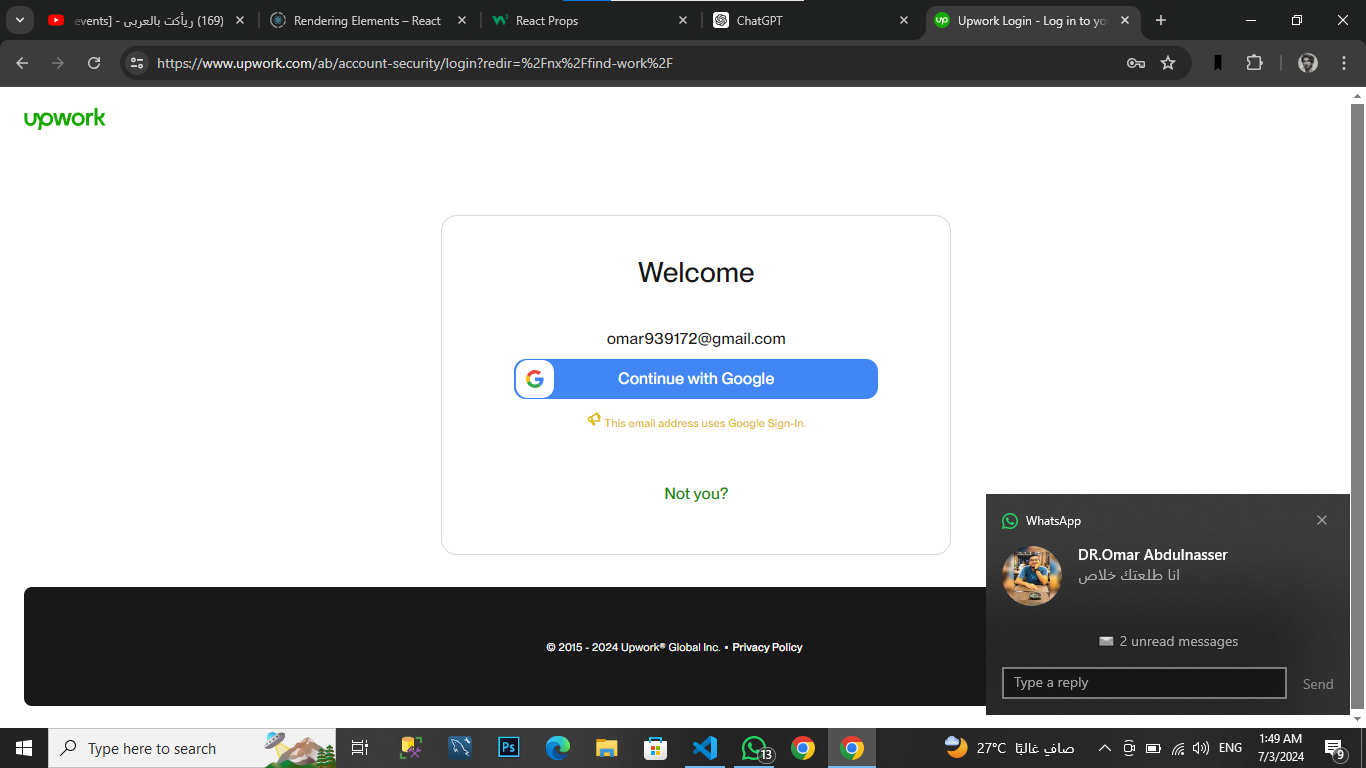 (169) ريأكت بالعربى - [events
Rendering Elements – React
React Props
ChatGPT
Upwork Login - Log in to yo
https://www.upwork.com/ab/account-security/login?redir=%2Fnx%2Ffind-work%2F
upwork
Welcome
omar939172@gmail.com
Continue with Google
This email address uses Google Sign-In.
Not you?
WhatsApp
DR.Omar Abdulnasser
انا طلعتك خلاص
2 unread messages
Type a reply
Send
© 2015 - 2024 Upwork® Global Inc. • Privacy Policy
Type here to search
Ps
13
27°C صافٍ غالبًا
ENG
1:49 AM
7/3/2024
9